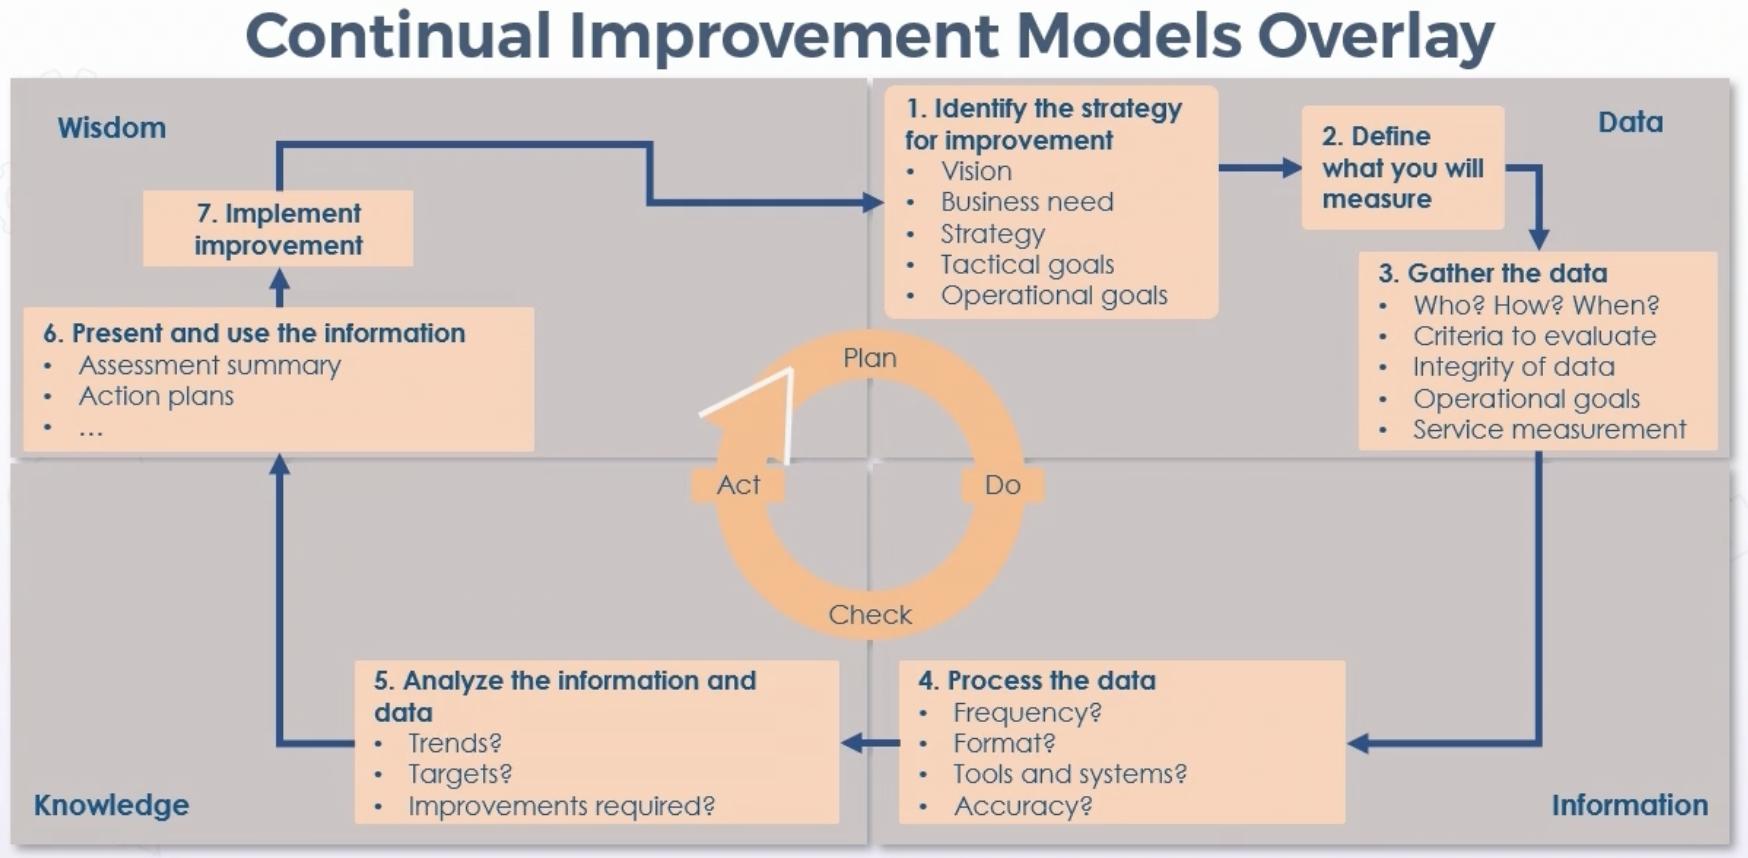 Continual Improvement Models Overlay
Wisdom
Data
1. Identify the strategy
for improvement
• Vision
• Business need
• Strategy
• Tactical goals
• Operational goals
2. Define
what you will
measure
3. Gather the data
• Who? How? When?
• Criteria to evaluate
• Integrity of data
• Operational goals
• Service measurement
7. Implement
improvement
6. Present and use the information
• Assessment summary
• Action plans
• ...
Plan
Do
Check
Act
5. Analyze the information and
data
• Trends?
• Targets?
• Improvements required?
4. Process the data
• Frequency?
• Format?
• Tools and systems?
• Accuracy?
Knowledge
Information